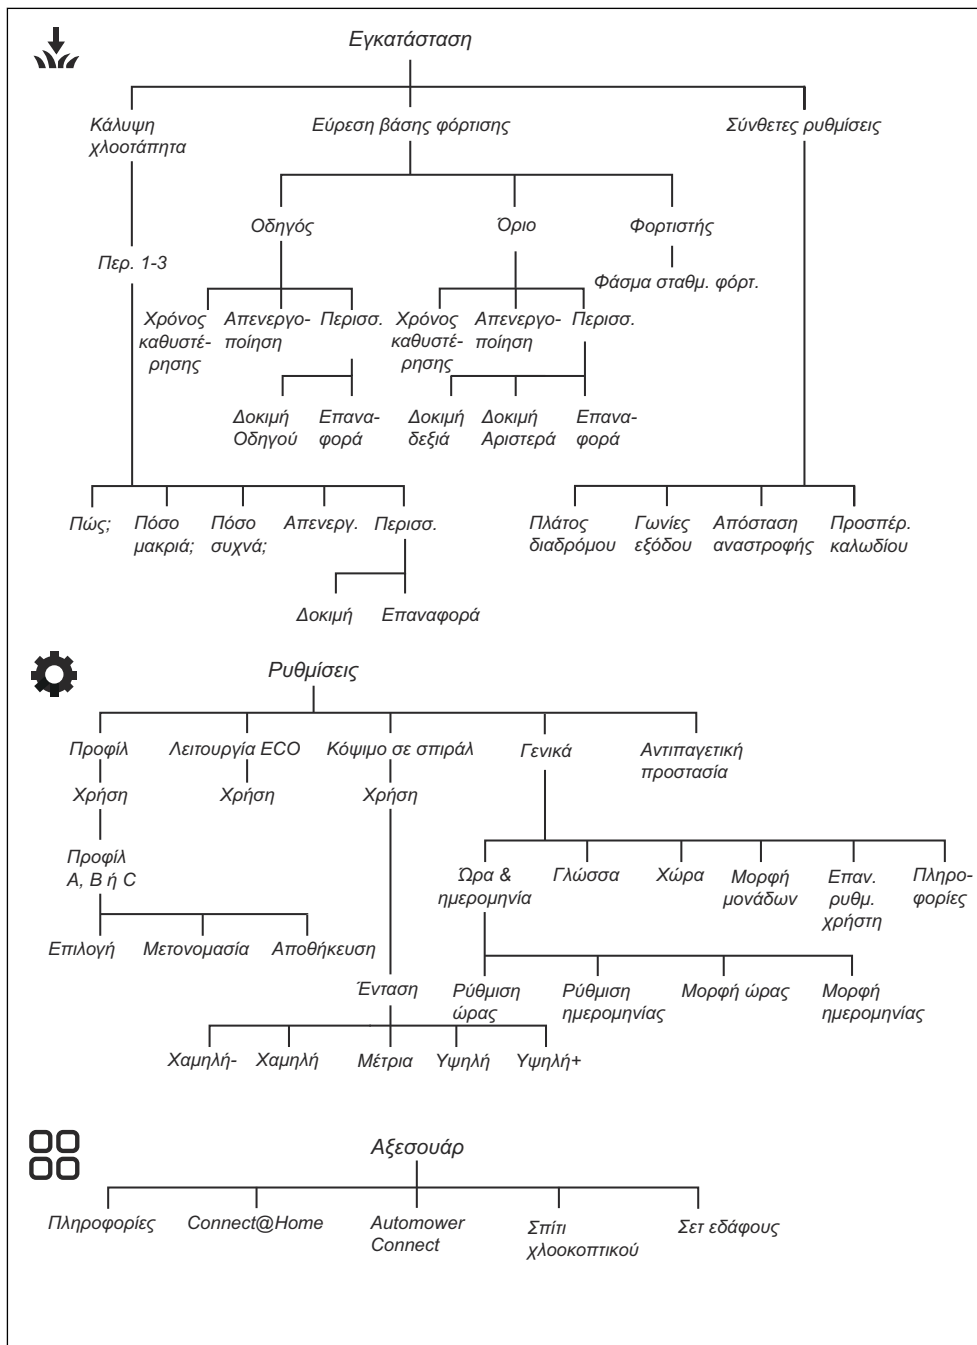 Εγκατάσταση
Κάλυψη
χλοοτάπητα
Εύρεση βάσης φόρτισης
Σύνθετες ρυθμίσεις
Οδηγός
Όριο
Φορτιστής
Περ. 1-3
Φάσμα σταθμ. φόρτ.
Χρόνος
καθυστέ-
ρησης
Απενεργο-
ποίηση
Περισσ.
Χρόνος
καθυστέ-
ρησης
Απενεργο-
ποίηση
Περισσ.
Δοκιμή
Οδηγού
Επανα-
φορά
Δοκιμή
δεξιά
Δοκιμή
Αριστερά
Επανα-
φορά
Πώς;
Πόσο
μακριά;
Πόσο
συχνά;
Απενεργ.
Περισσ.
Πλάτος
διαδρόμου
Γωνίες
εξόδου
Απόσταση
αναστροφής
Προσπέρ.
καλωδίου
Δοκιμή
Επαναφορά
Ρυθμίσεις
Προφίλ
Λειτουργία ECO
Κόψιμο σε σπιράλ
Γενικά
Αντιπαγετική
προστασία
Χρήση
Χρήση
Χρήση
Προφίλ
A, B ή C
Ώρα &
ημερομηνία
Γλώσσα
Χώρα
Μορφή
μονάδων
Επαν.
ρυθμ.
χρήστη
Πληρο-
φορίες
Επιλογή
Μετονομασία
Αποθήκευση
Ένταση
Ρύθμιση
ώρας
Ρύθμιση
ημερομηνίας
Μορφή ώρας
Μορφή
ημερομηνίας
Χαμηλή-
Χαμηλή
Μέτρια
Υψηλή
Υψηλή+
Αξεσουάρ
Πληροφορίες
Connect@Home
Automower
Connect
Σπίτι
χλοοκοπτικού
Σετ εδάφους